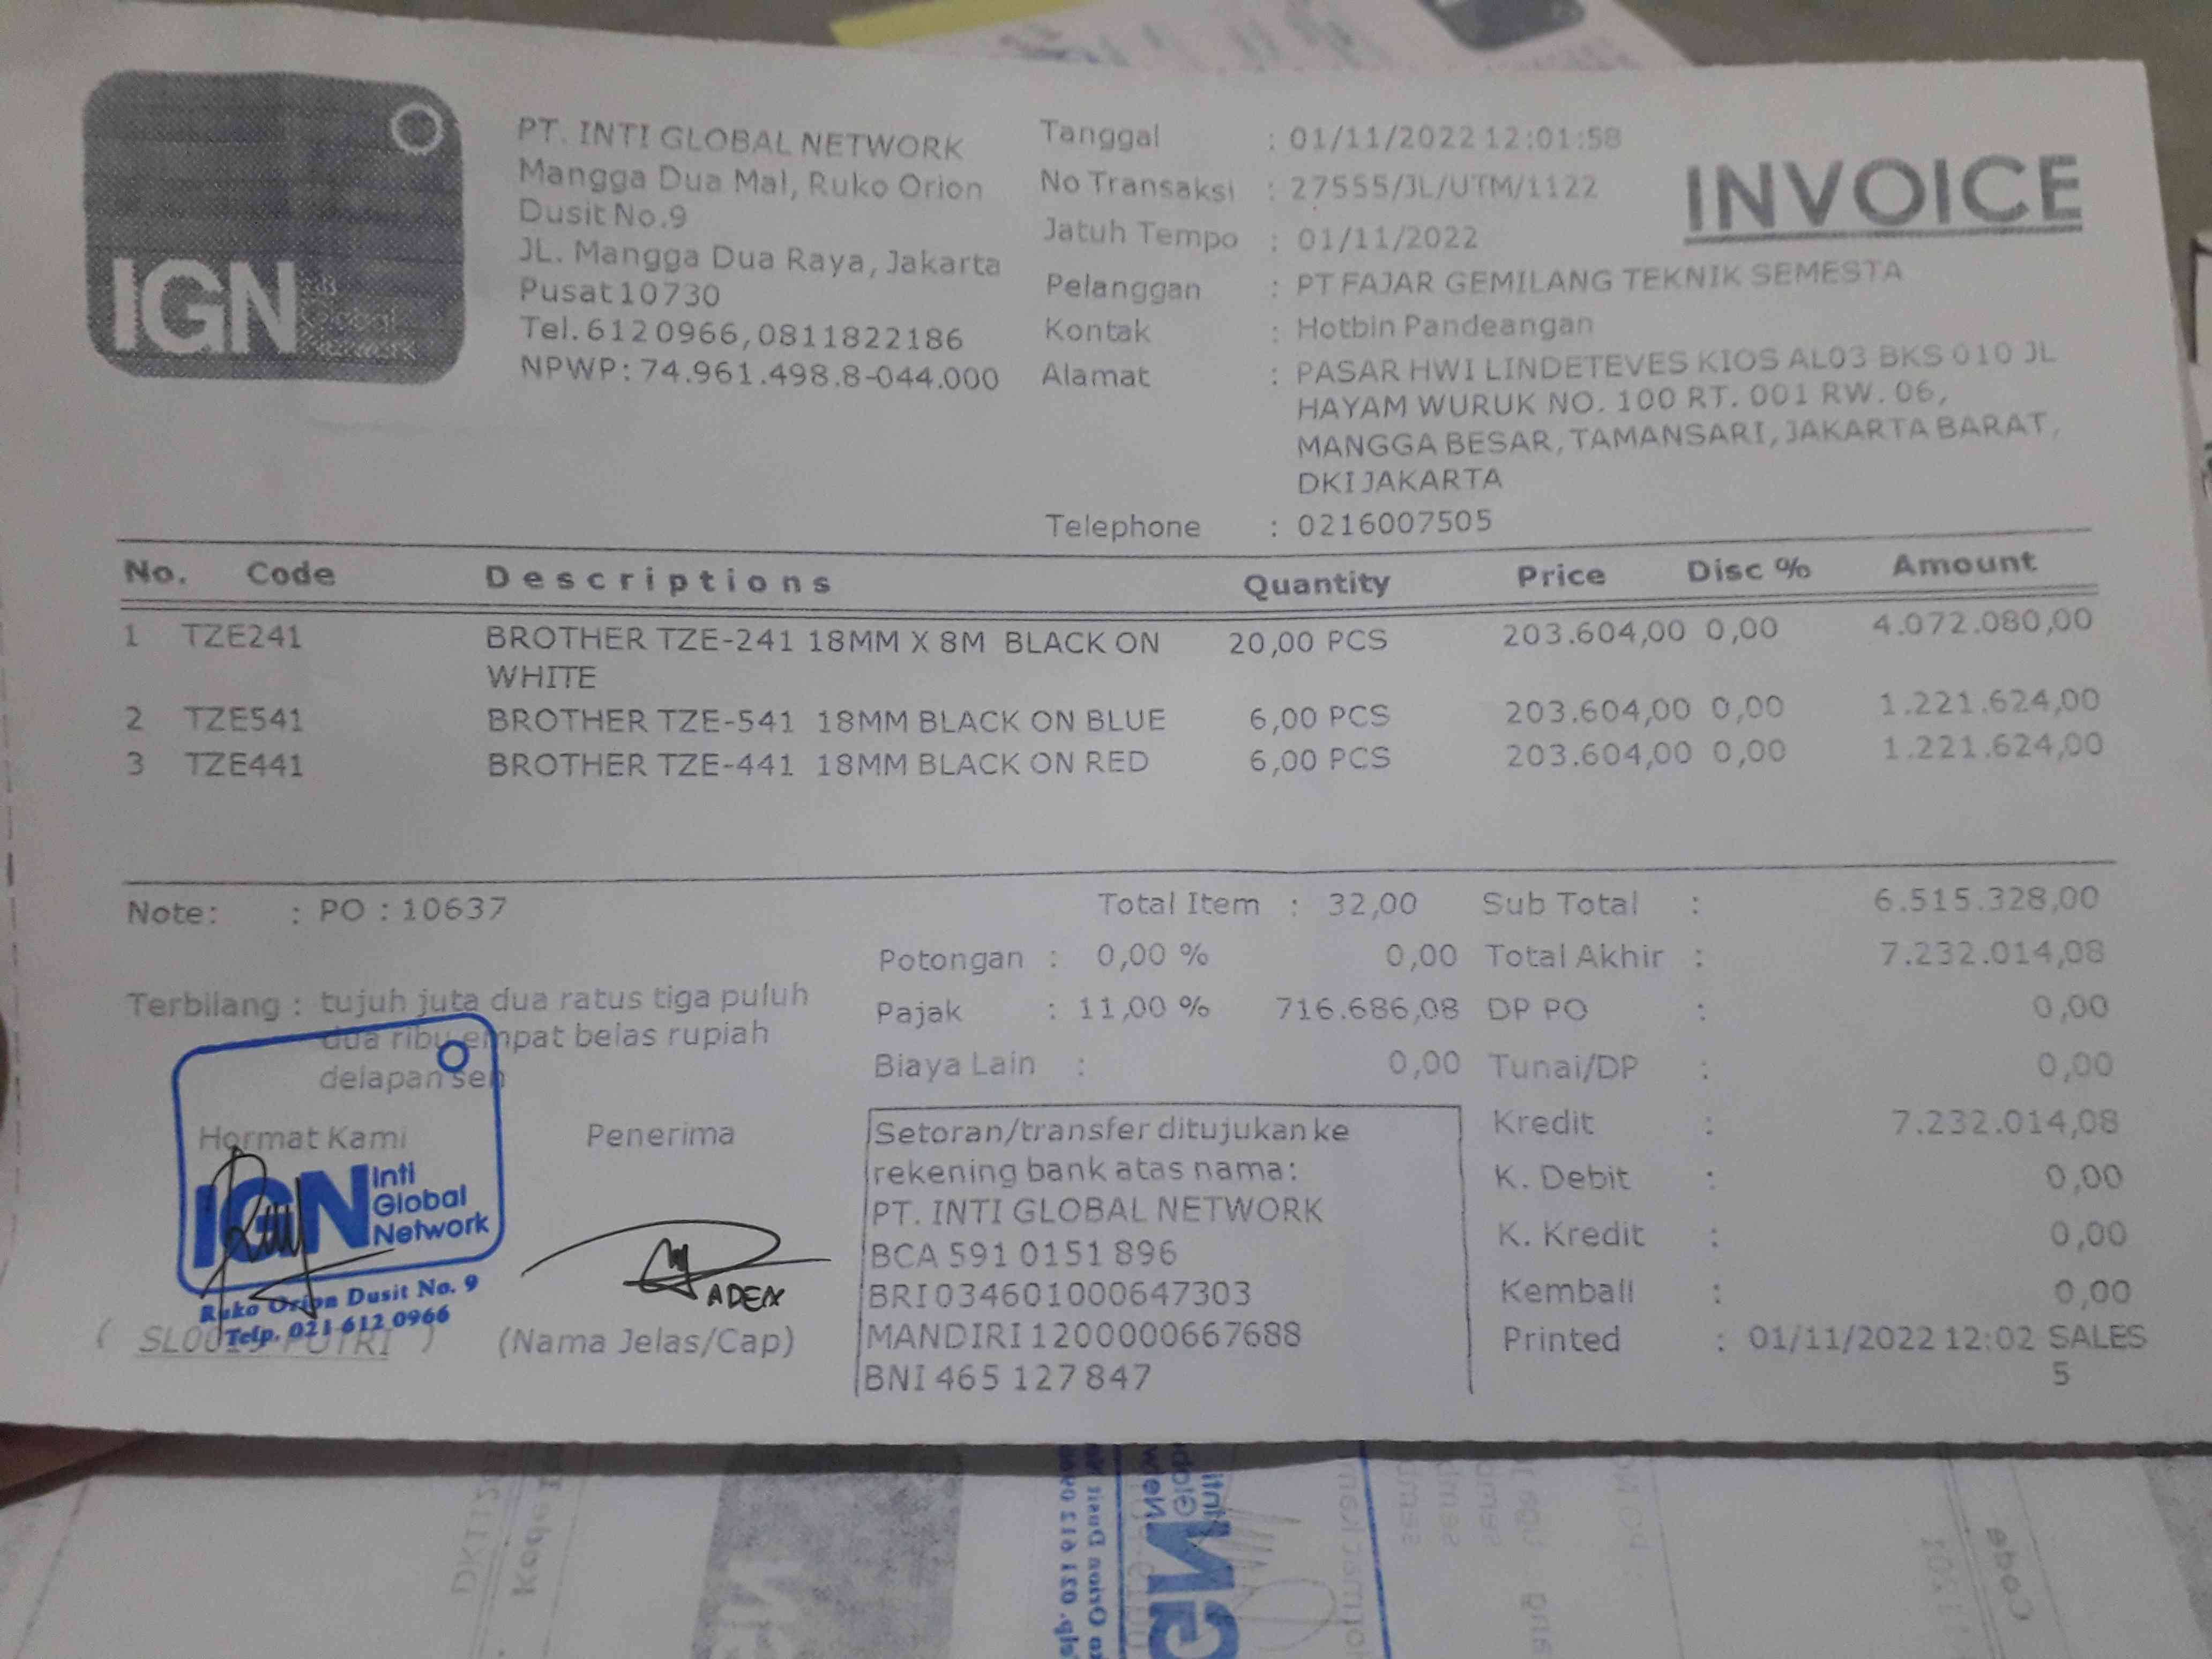 IGN
Global
PT. INTI GLOBAL NETWORK
Mangga Dua Mal, Ruko Orion
Dusit No.9
JL. Mangga Dua Raya, Jakarta
Pusat 10730
Tel. 612 0966, 0811822186
NPWP: 74.961.498.8-044.000
Tanggal : 01/11/2022 12:01:58
No Transaksi : 27555/JL/UTM/1122
Jatuh Tempo : 01/11/2022
Pelanggan : PT FAJAR GEMILANG TEKNIK SEMESTA
Kontak : Hotbin Pandeangan
Alamat : PASAR HWI LINDETEVES KIOS AL03 BKS 010 JL
HAYAM WURUK NO. 100 RT. 001 RW. 06,
MANGGA BESAR, TAMANSARI, JAKARTA BARAT,
DKI JAKARTA
Telephone : 0216007505
INVOICE
No. Code Descriptions Quantity Price Disc % Amount
1 TZE241 BROTHER TZE-241 18MM X 8M BLACK ON 20,00 PCS 203.604,00 0,00 4.072.080,00
WHITE
2 TZE541 BROTHER TZE-541 18MM BLACK ON BLUE 6,00 PCS 203.604,00 0,00 1.221.624,00
3 TZE441 BROTHER TZE-441 18MM BLACK ON RED 6,00 PCS 203.604,00 0,00 1.221.624,00
Note: : PO : 10637
Terbilang : tujuh juta dua ratus tiga puluh
dua ribu empat belas rupiah
delapan sen
Total Item : 32,00
Potongan : 0,00 % 0,00
Pajak : 11,00 % 716.686,08
Biaya Lain : 0,00
Sub Total : 6.515.328,00
Total Akhir : 7.232.014,08
DP PO : 0,00
Tunai/DP : 0,00
Kredit : 7.232.014,08
K. Debit : 0,00
K. Kredit : 0,00
Kembali : 0,00
Printed : 01/11/2022 12:02 SALES
5
Hormat Kami
IGN Inti
Global
Network
Ruko Orion Dusit No. 9
Telp. 021 612 0966
PUTRI )
Penerima
ADEN
(Nama Jelas/Cap)
Setoran/transfer ditujukan ke
rekening bank atas nama:
PT. INTI GLOBAL NETWORK
BCA 591 0151 896
BRI 034601000647303
MANDIRI 1200000667688
BNI 465 127 847